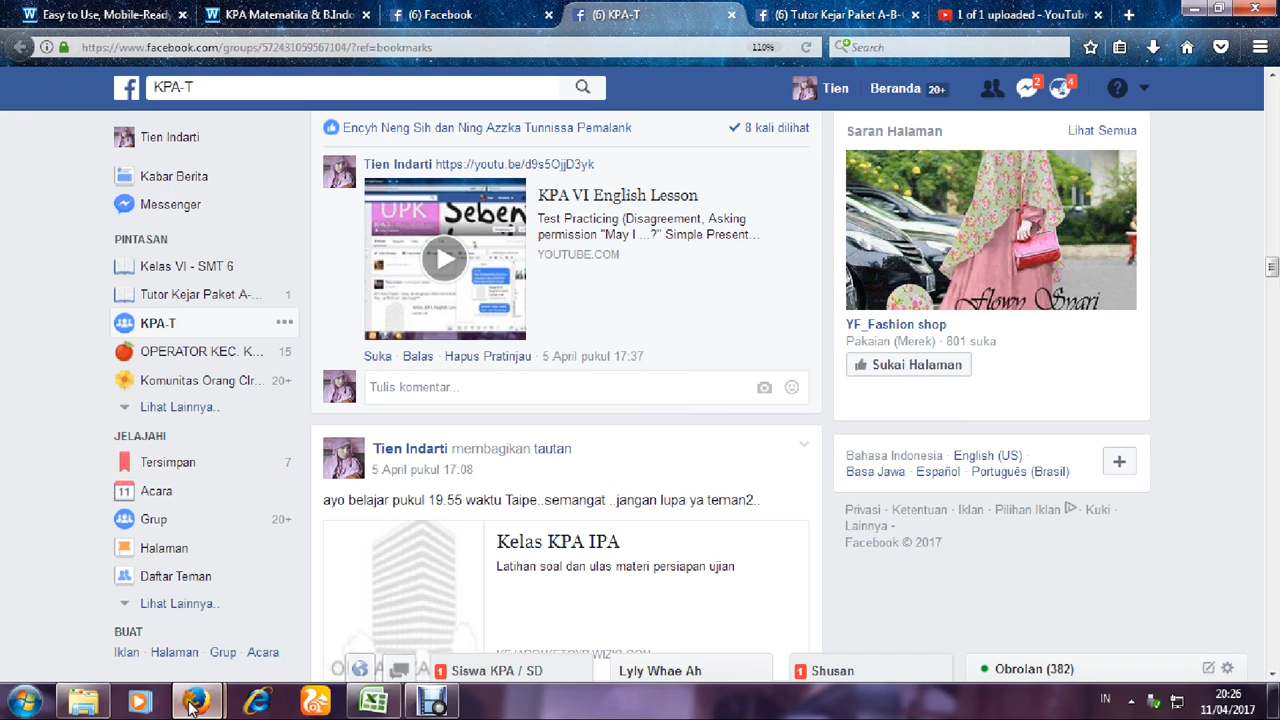 Easy to Use, Mobile-Read
KPA Matematika & B.Indo
(6) Facebook
(6) KPA-T
(6) Tutor Kejar Paket A-B-
1 of 1 uploaded - YouTube
https://www.facebook.com/groups/572431059567104/?ref=bookmarks
110%
Search
KPA-T
Tien
Beranda 20+
2
4
Tien Indarti
Kabar Berita
Messenger
PINTASAN
Kelas VI - SMT 6
Tutor Kejar Paket A-... 1
KPA-T
OPERATOR KEC. K... 15
Komunitas Orang CIr... 20+
Lihat Lainnya..
JELAJAHI
Tersimpan 7
11 Acara
Grup 20+
Halaman
Daftar Teman
Lihat Lainnya..
BUAT
Iklan · Halaman · Grup · Acara
Encyh Neng Sih dan Ning Azzka Tunnissa Pemalank
8 kali dilihat
Tien Indarti https://youtu.be/d9s5OjjD3yk
UPK
Seben
KPA VI English Lesson
Test Practicing (Disagreement, Asking
permission "May I ...?" Simple Present...
YOUTUBE.COM
Suka · Balas · Hapus Pratinjau · 5 April pukul 17:37
Tulis komentar...
Tien Indarti membagikan tautan
5 April pukul 17:08
ayo belajar pukul 19.55 waktu Taipe..semangat ..jangan lupa ya teman2..
Kelas KPA IPA
Latihan soal dan ulas materi persiapan ujian
Saran Halaman
Lihat Semua
Flowy Syari
YF_Fashion shop
Pakaian (Merek) · 801 suka
Sukai Halaman
Bahasa Indonesia · English (US) ·
Basa Jawa · Español · Português (Brasil)
Privasi · Ketentuan · Iklan · Pilihan Iklan · Kuki ·
Lainnya
Facebook © 2017
1 Siswa KPA / SD
Lyly Whae Ah
1 Shusan
Obrolan (382)
IN
20:26
11/04/2017